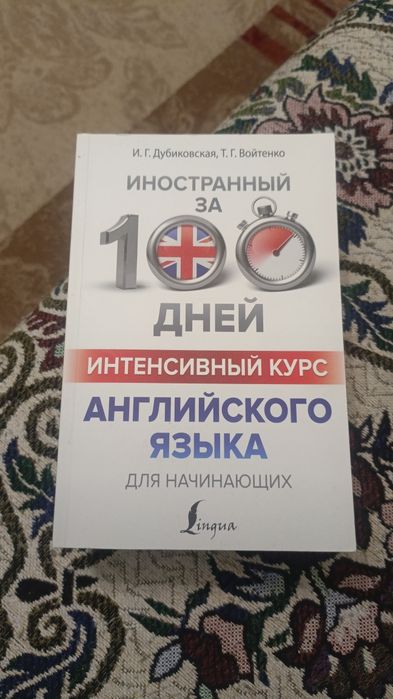 И. Г. Дубиковская, Т. Г. Войтенко
ИНОСТРАННЫЙ
ЗА
100
ДНЕЙ
ИНТЕНСИВНЫЙ КУРС
АНГЛИЙСКОГО
ЯЗЫКА
ДЛЯ НАЧИНАЮЩИХ
Lingua